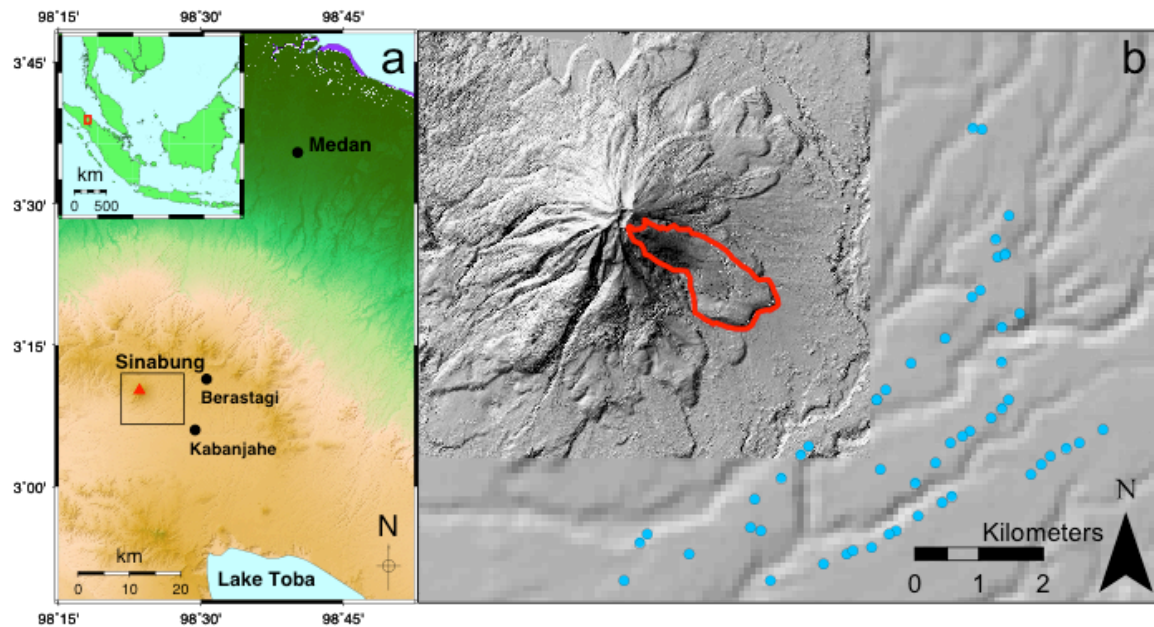 98˚15' 98˚30' 98˚45'
3˚45'
3˚30'
3˚15'
3˚00'
a
km
0 500
Medan
Sinabung
Berastagi
Kabanjahe
N
km
0 10 20
Lake Toba
98˚15' 98˚30' 98˚45'
b
N
Kilometers
0 1 2